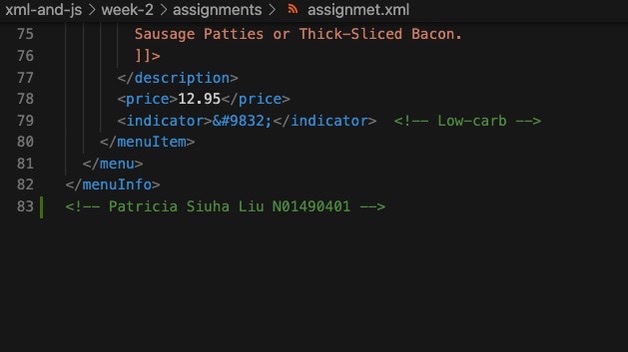 xml-and-js > week-2 > assignments > assignmet.xml
75 Sausage Patties or Thick-Sliced Bacon.
76 ]]>
77 </description>
78 <price>12.95</price>
79 <indicator>&#9832;</indicator> <!-- Low-carb -->
80 </menuItem>
81 </menu>
82 </menuInfo>
83 <!-- Patricia Siuha Liu N01490401 -->